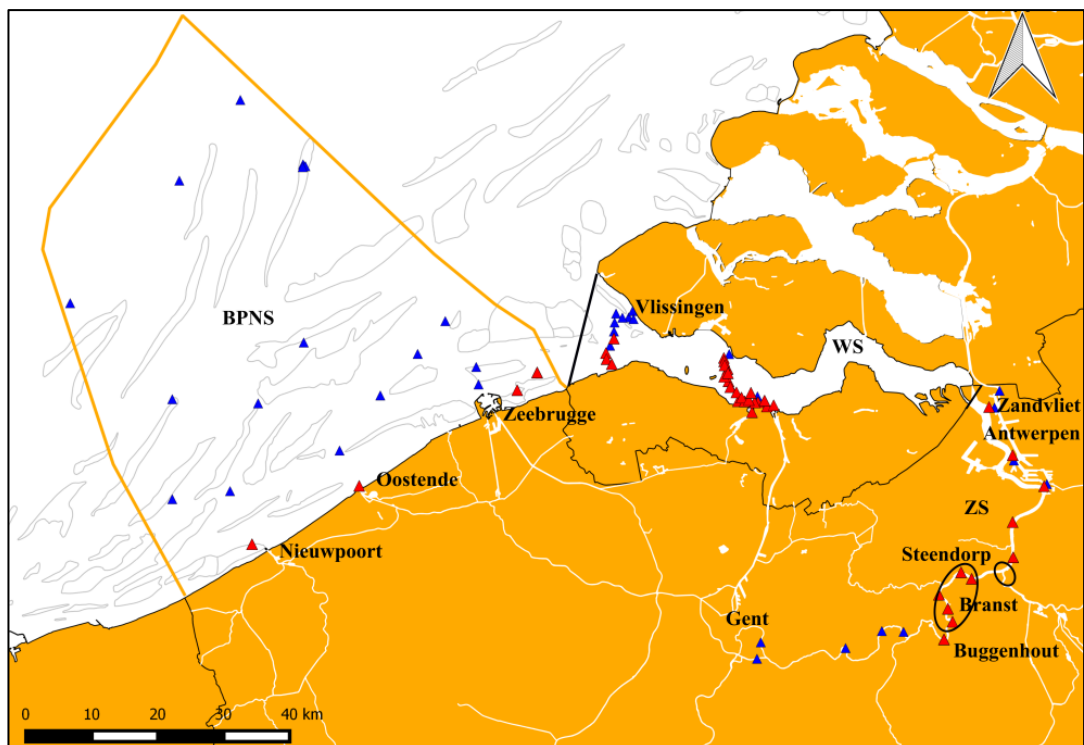 Vlissingen
BPNS
WS
Zeebrugge
Zandvliet
Antwerpen
Oostende
ZS
Nieuwpoort
Steendorp
Branst
Gent
Buggenhout
0 10 20 30 40 km